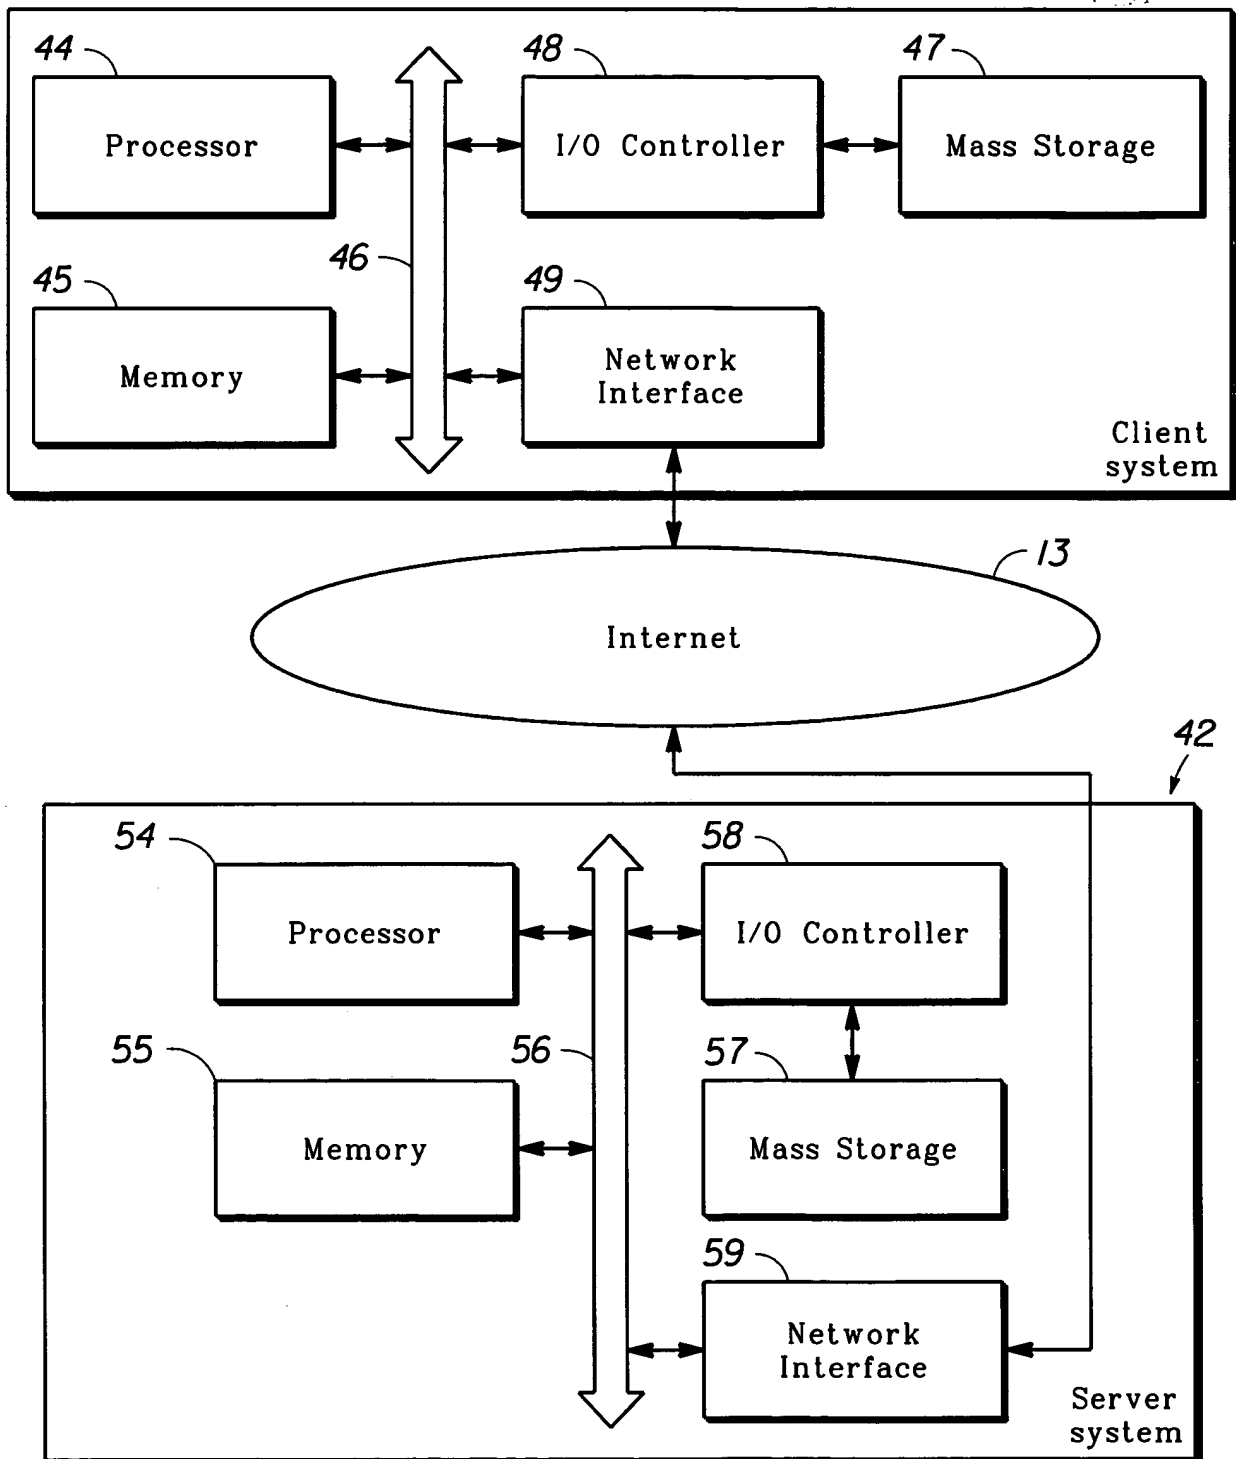 44
48
47
Processor
I/O Controller
Mass Storage
46
45
49
Memory
Network
Interface
Client
system
13
Internet
42
54
58
Processor
I/O Controller
55
56
57
Memory
Mass Storage
59
Network
Interface
Server
system